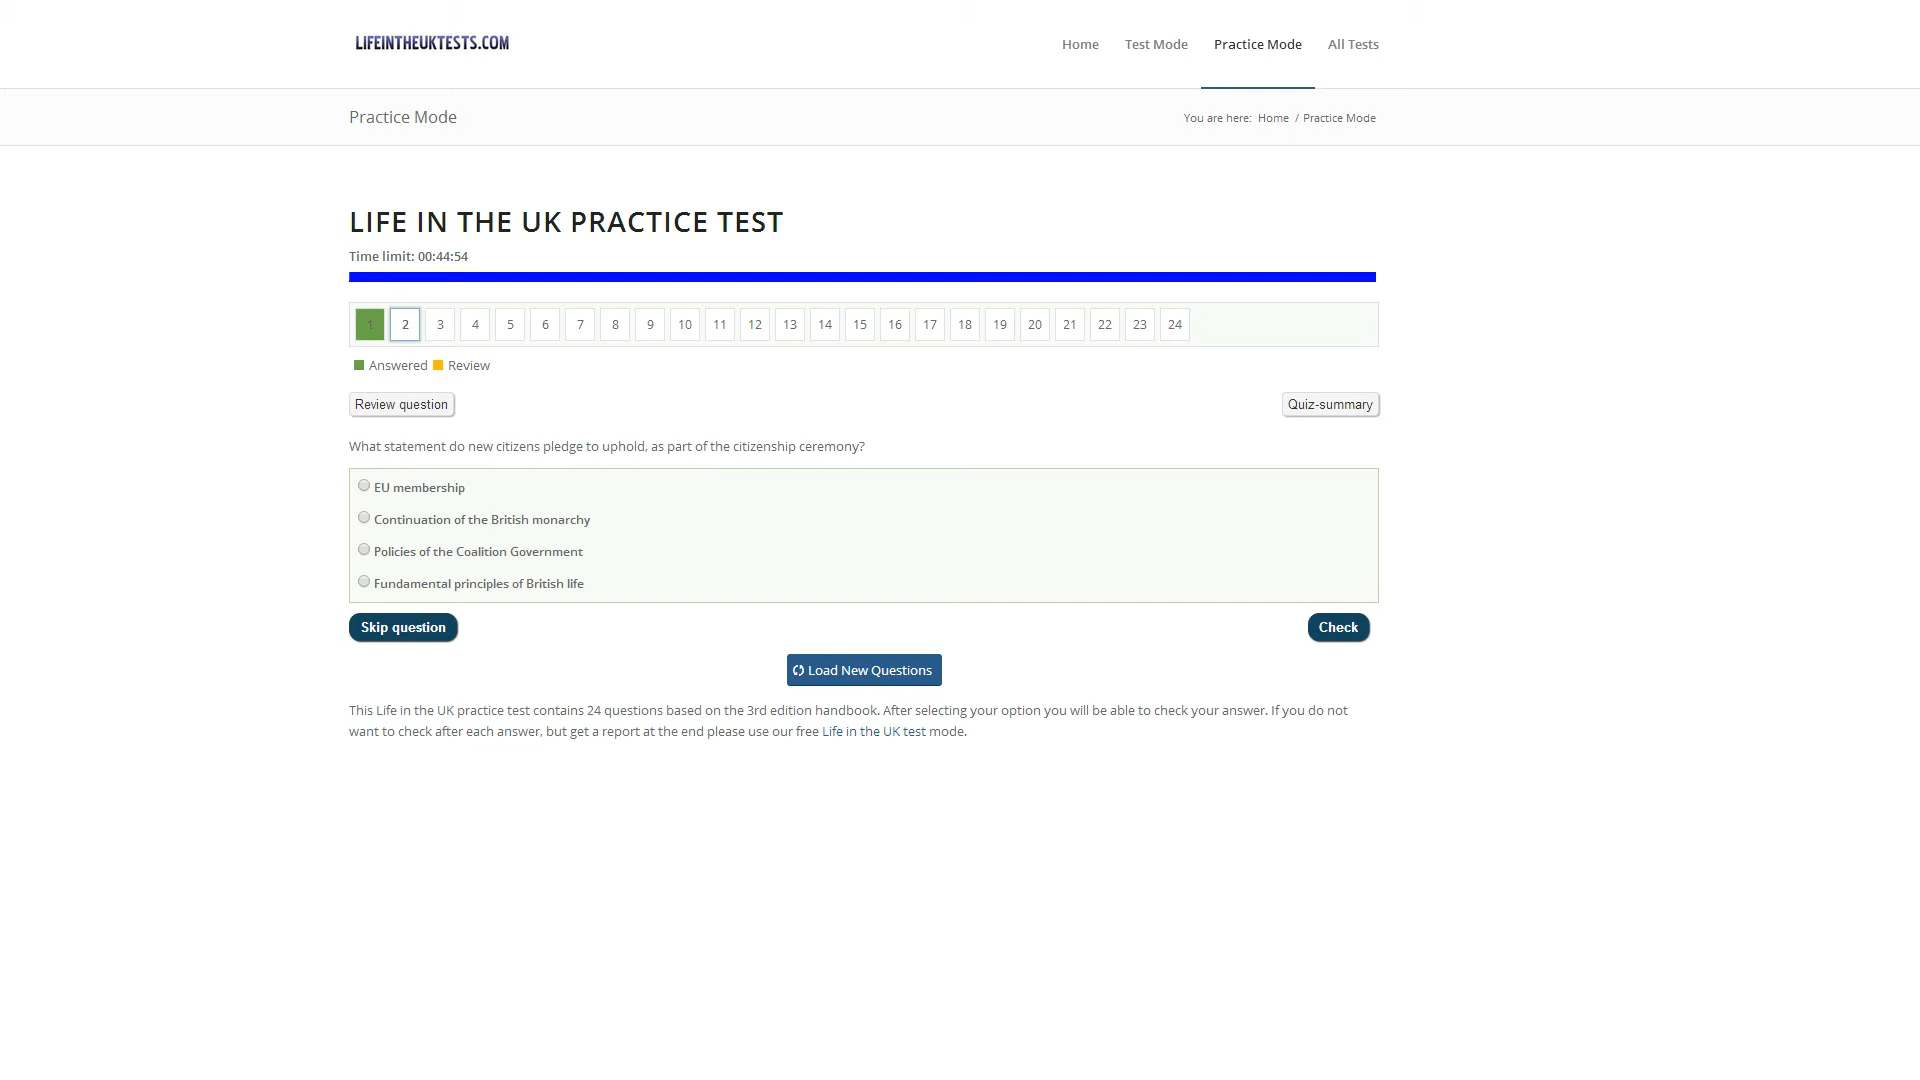 LIFEINTHEUKTESTS.COM
Home Test Mode Practice Mode All Tests
Practice Mode
You are here: Home / Practice Mode
LIFE IN THE UK PRACTICE TEST
Time limit: 00:44:54
1 2 3 4 5 6 7 8 9 10 11 12 13 14 15 16 17 18 19 20 21 22 23 24
Answered Review
Review question
Quiz-summary
What statement do new citizens pledge to uphold, as part of the citizenship ceremony?
EU membership
Continuation of the British monarchy
Policies of the Coalition Government
Fundamental principles of British life
Skip question
Check
Load New Questions
This Life in the UK practice test contains 24 questions based on the 3rd edition handbook. After selecting your option you will be able to check your answer. If you do not
want to check after each answer, but get a report at the end please use our free Life in the UK test mode.